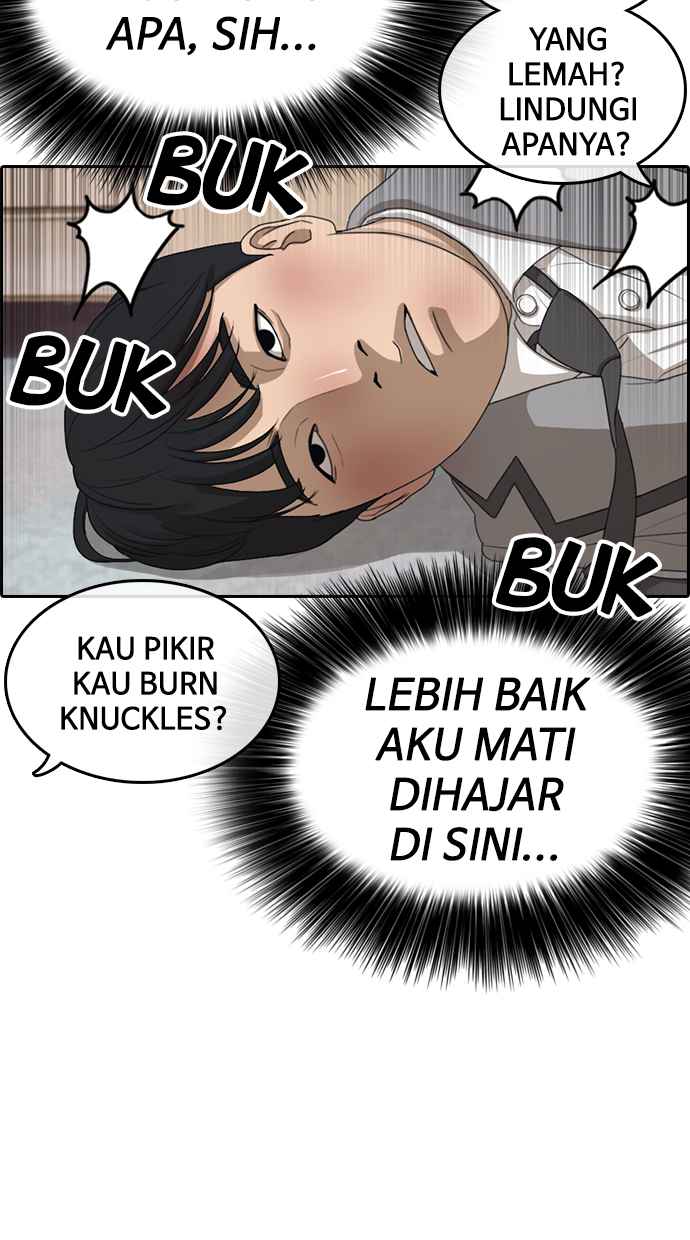 APA, SIH...
YANG
LEMAH?
LINDUNGI
APANYA?
BUK
BUK
BUK
KAU PIKIR
KAU BURN
KNUCKLES?
LEBIH BAIK
AKU MATI
DIHAJAR
DI SINI...